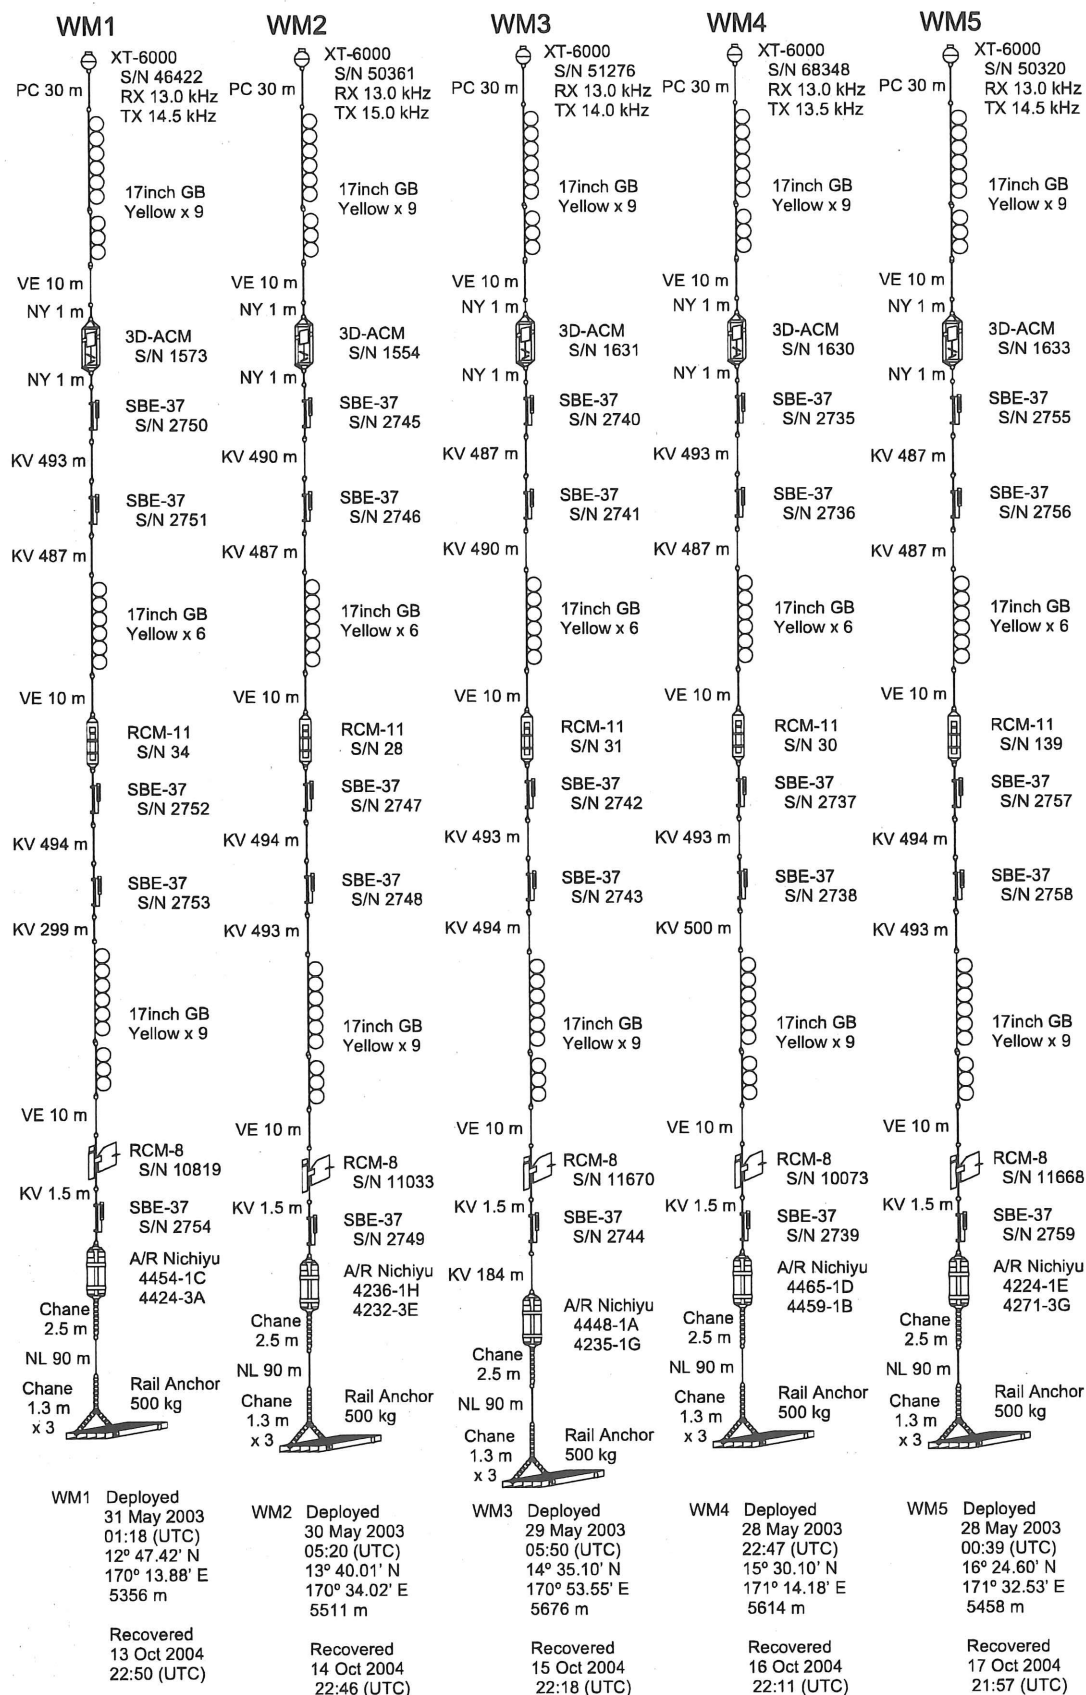 WM1
XT-6000
S/N 46422
RX 13.0 kHz
TX 14.5 kHz
PC 30 m
17inch GB
Yellow x 9
VE 10 m
NY 1 m
3D-ACM
S/N 1573
NY 1 m
SBE-37
S/N 2750
KV 493 m
SBE-37
S/N 2751
KV 487 m
17inch GB
Yellow x 6
VE 10 m
RCM-11
S/N 34
SBE-37
S/N 2752
KV 494 m
SBE-37
S/N 2753
KV 299 m
17inch GB
Yellow x 9
VE 10 m
RCM-8
S/N 10819
KV 1.5 m
SBE-37
S/N 2754
A/R Nichiyu
4454-1C
4424-3A
Chane
2.5 m
NL 90 m
Chane
1.3 m
x 3
Rail Anchor
500 kg
WM1 Deployed
31 May 2003
01:18 (UTC)
12º 47.42' N
170º 13.88' E
5356 m
Recovered
13 Oct 2004
22:50 (UTC)
WM2
XT-6000
S/N 50361
RX 13.0 kHz
TX 15.0 kHz
PC 30 m
17inch GB
Yellow x 9
VE 10 m
NY 1 m
3D-ACM
S/N 1554
NY 1 m
SBE-37
S/N 2745
KV 490 m
SBE-37
S/N 2746
KV 487 m
17inch GB
Yellow x 6
VE 10 m
RCM-11
S/N 28
SBE-37
S/N 2747
KV 494 m
SBE-37
S/N 2748
KV 493 m
17inch GB
Yellow x 9
VE 10 m
RCM-8
S/N 11033
KV 1.5 m
SBE-37
S/N 2749
A/R Nichiyu
4236-1H
4232-3E
Chane
2.5 m
NL 90 m
Chane
1.3 m
x 3
Rail Anchor
500 kg
WM2 Deployed
30 May 2003
05:20 (UTC)
13º 40.01' N
170º 34.02' E
5511 m
Recovered
14 Oct 2004
22:46 (UTC)
WM3
XT-6000
S/N 51276
RX 13.0 kHz
TX 14.0 kHz
PC 30 m
17inch GB
Yellow x 9
VE 10 m
NY 1 m
3D-ACM
S/N 1631
NY 1 m
SBE-37
S/N 2740
KV 487 m
SBE-37
S/N 2741
KV 490 m
17inch GB
Yellow x 6
VE 10 m
RCM-11
S/N 31
SBE-37
S/N 2742
KV 493 m
SBE-37
S/N 2743
KV 494 m
17inch GB
Yellow x 9
VE 10 m
RCM-8
S/N 11670
KV 1.5 m
SBE-37
S/N 2744
KV 184 m
A/R Nichiyu
4448-1A
4235-1G
Chane
2.5 m
NL 90 m
Chane
1.3 m
x 3
Rail Anchor
500 kg
WM3 Deployed
29 May 2003
05:50 (UTC)
14º 35.10' N
170º 53.55' E
5676 m
Recovered
15 Oct 2004
22:18 (UTC)
WM4
XT-6000
S/N 68348
RX 13.0 kHz
TX 13.5 kHz
PC 30 m
17inch GB
Yellow x 9
VE 10 m
NY 1 m
3D-ACM
S/N 1630
NY 1 m
SBE-37
S/N 2735
KV 493 m
SBE-37
S/N 2736
KV 487 m
17inch GB
Yellow x 6
VE 10 m
RCM-11
S/N 30
SBE-37
S/N 2737
KV 493 m
SBE-37
S/N 2738
KV 500 m
17inch GB
Yellow x 9
VE 10 m
RCM-8
S/N 10073
KV 1.5 m
SBE-37
S/N 2739
A/R Nichiyu
4465-1D
4459-1B
Chane
2.5 m
NL 90 m
Chane
1.3 m
x 3
Rail Anchor
500 kg
WM4 Deployed
28 May 2003
22:47 (UTC)
15º 30.10' N
171º 14.18' E
5614 m
Recovered
16 Oct 2004
22:11 (UTC)
WM5
XT-6000
S/N 50320
RX 13.0 kHz
TX 14.5 kHz
PC 30 m
17inch GB
Yellow x 9
VE 10 m
NY 1 m
3D-ACM
S/N 1633
NY 1 m
SBE-37
S/N 2755
KV 487 m
SBE-37
S/N 2756
KV 487 m
17inch GB
Yellow x 6
VE 10 m
RCM-11
S/N 139
SBE-37
S/N 2757
KV 494 m
SBE-37
S/N 2758
KV 493 m
17inch GB
Yellow x 9
VE 10 m
RCM-8
S/N 11668
KV 1.5 m
SBE-37
S/N 2759
A/R Nichiyu
4224-1E
4271-3G
Chane
2.5 m
NL 90 m
Chane
1.3 m
x 3
Rail Anchor
500 kg
WM5 Deployed
28 May 2003
00:39 (UTC)
16º 24.60' N
171º 32.53' E
5458 m
Recovered
17 Oct 2004
21:57 (UTC)